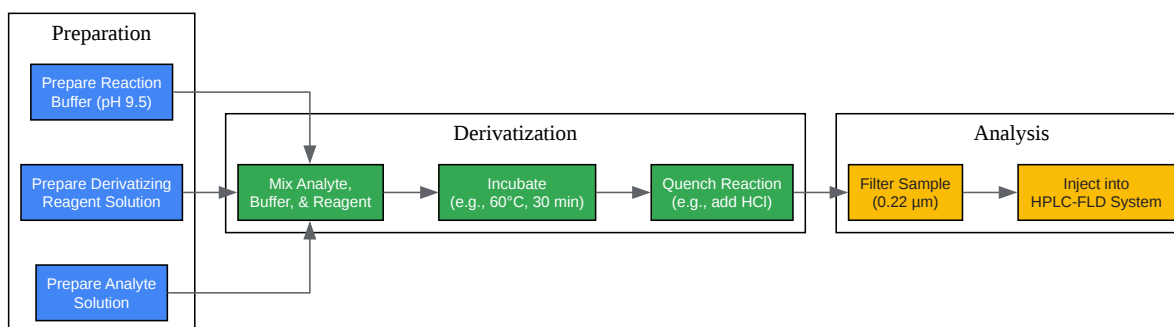 Preparation
Prepare Reaction
Buffer (pH 9.5)
Prepare Derivatizing
Reagent Solution
Prepare Analyte
Solution
Derivatization
Mix Analyte,
Buffer, & Reagent
Incubate
(e.g., 60°C, 30 min)
Quench Reaction
(e.g., add HCl)
Analysis
Filter Sample
(0.22 µm)
Inject into
HPLC-FLD System